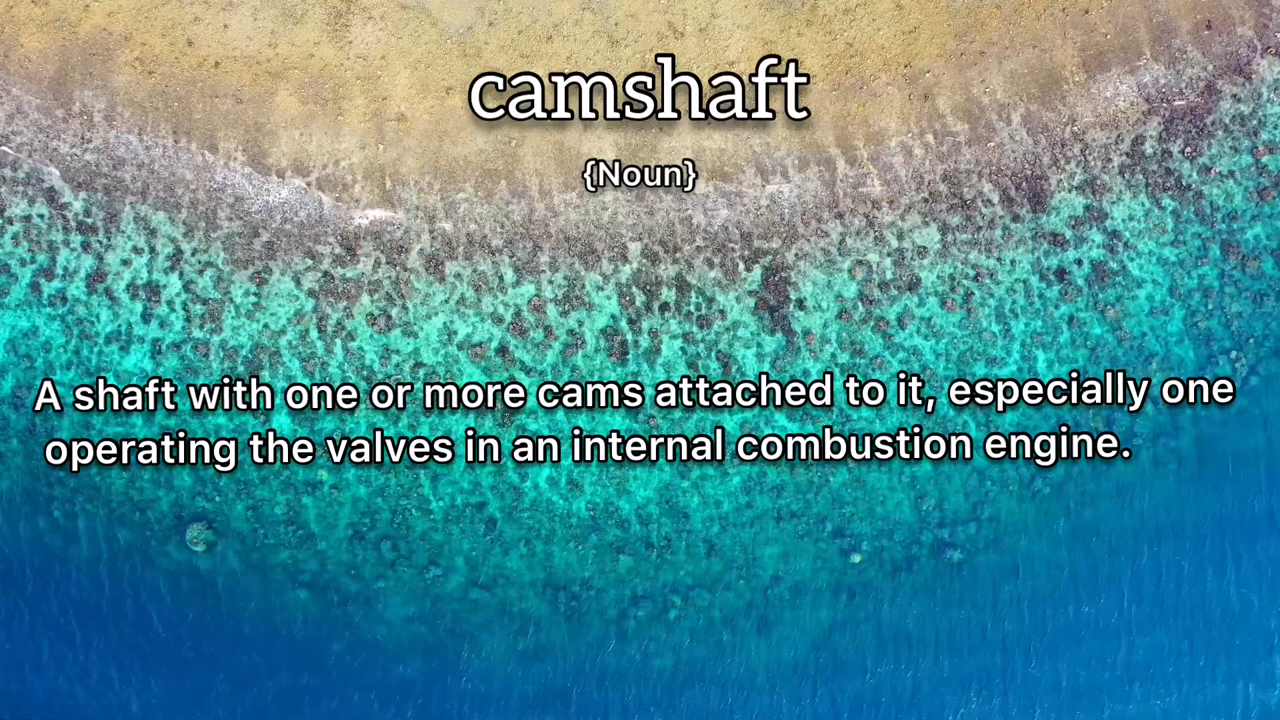 camshaft
{Noun}
A shaft with one or more cams attached to it, especially one
operating the valves in an internal combustion engine.